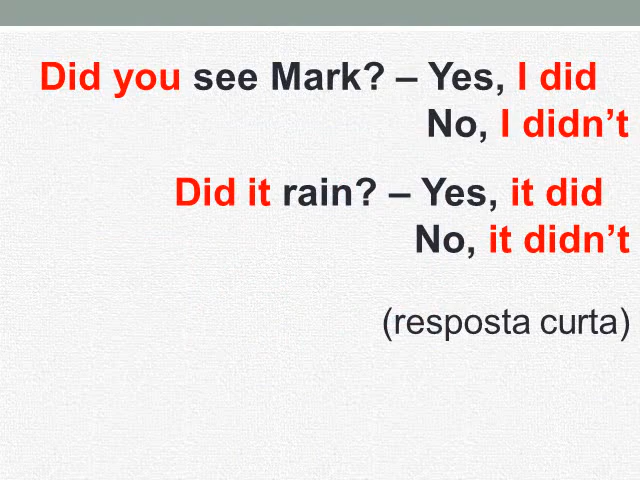 Did you see Mark? – Yes, I did
No, I didn’t
Did it rain? – Yes, it did
No, it didn’t
(resposta curta)